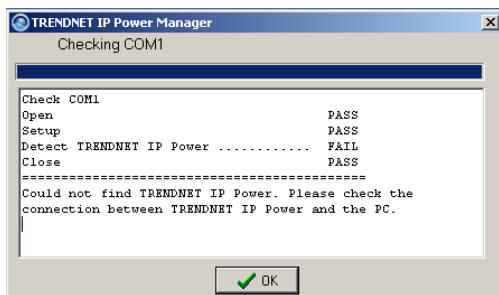 TRENDNET IP Power Manager
Checking COM1
Check COM1
Open PASS
Setup PASS
Detect TRENDNET IP Power ............ FAIL
Close PASS
==============================================
Could not find TRENDNET IP Power. Please check the
connection between TRENDNET IP Power and the PC.
OK